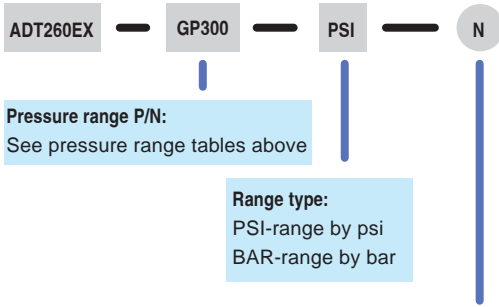 ADT260EX — GP300 — PSI — N
Pressure range P/N:
See pressure range tables above
Range type:
PSI-range by psi
BAR-range by bar